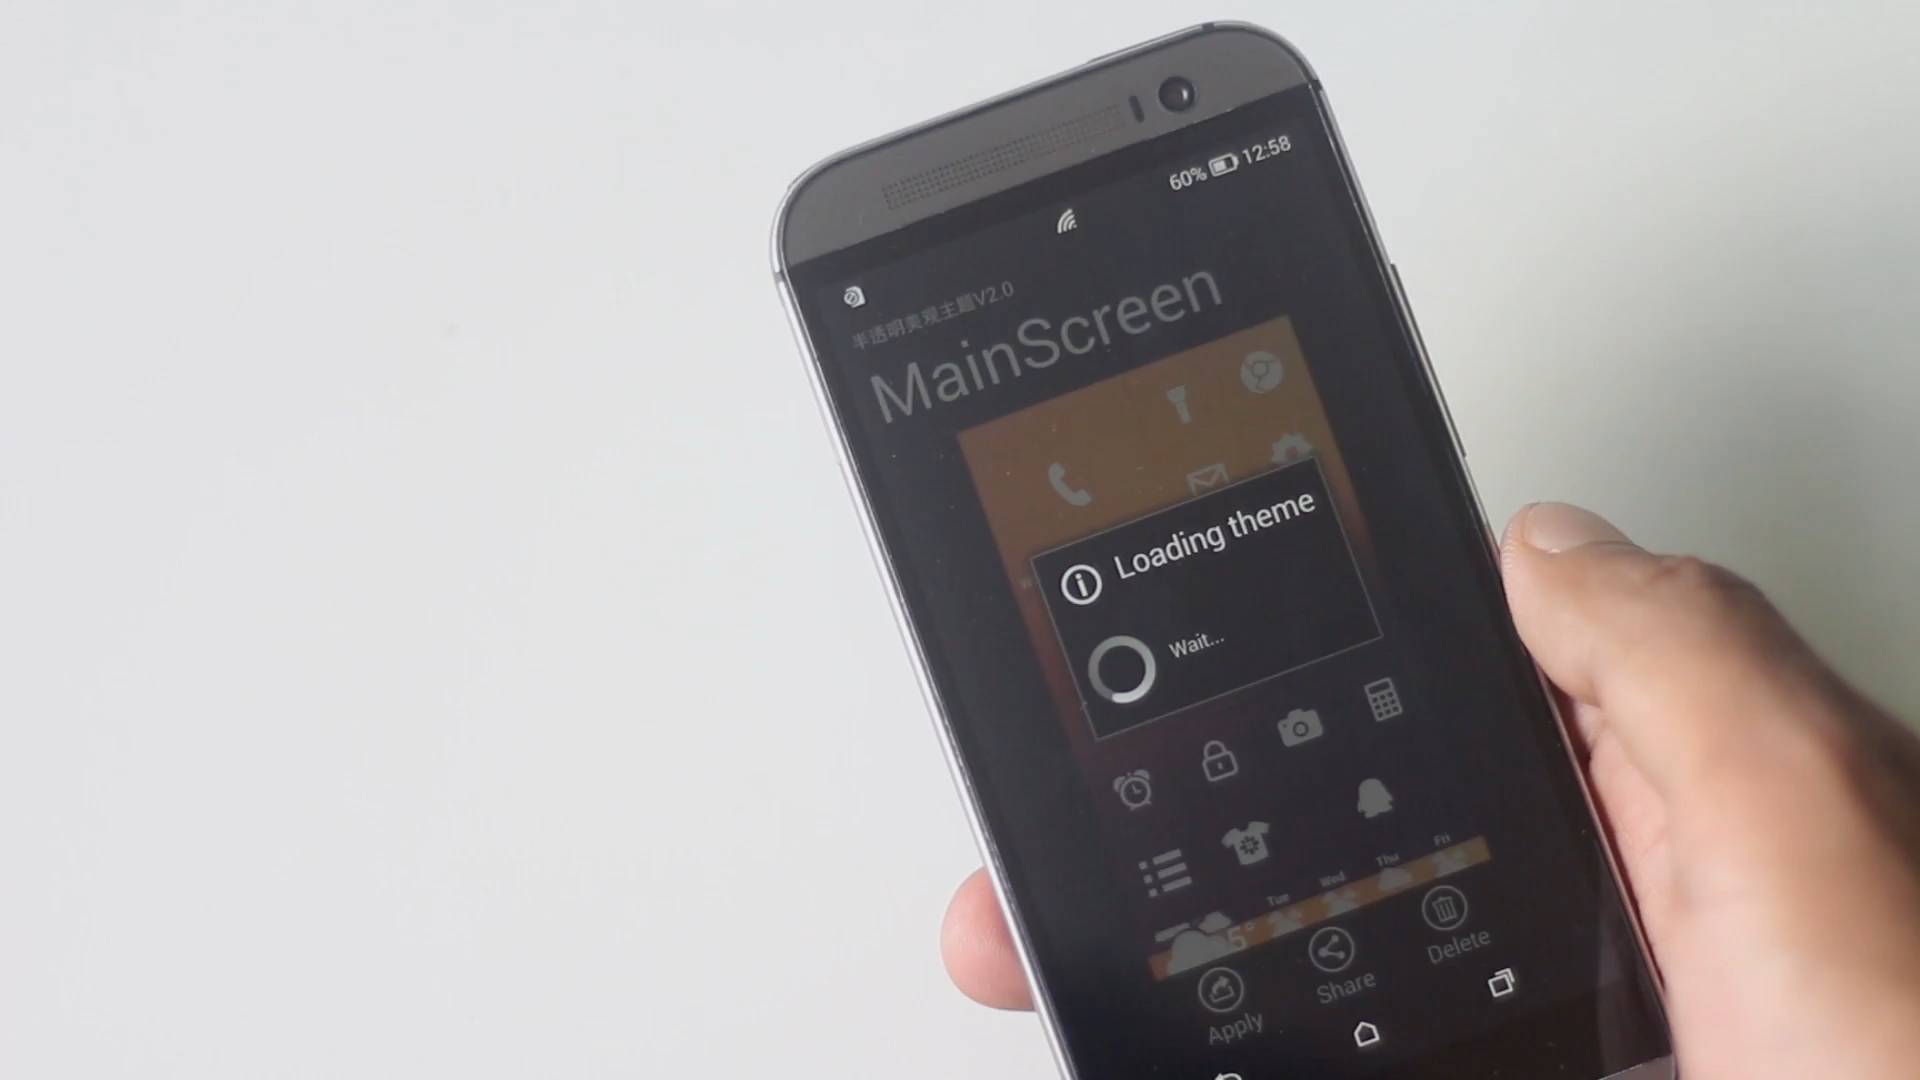 60% 12:58
半透明美观主题V2.0
MainScreen
Loading theme
Wait...
Tue Wed Thu Fri
5°
Apply Share Delete